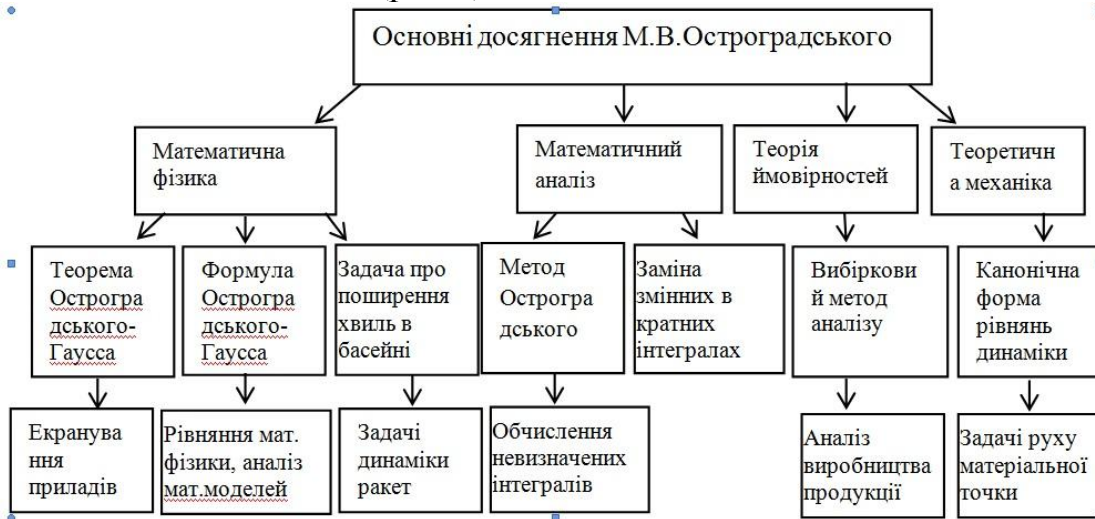 Основні досягнення М.В.Остроградського
Математична
фізика
Математичний
аналіз
Теорія
ймовірностей
Теоретичн
а механіка
Теорема
Острогра
дського-
Гаусса
Формула
Острогра
дського-
Гаусса
Задача про
поширення
хвиль в
басейні
Метод
Острогра
дського
Заміна
змінних в
кратних
інтегралах
Вибіркови
й метод
аналізу
Канонічна
форма
рівнянь
динаміки
Екранува
ння
приладів
Рівняння мат.
фізики, аналіз
мат.моделей
Задачі
динаміки
ракет
Обчислення
невизначених
інтегралів
Аналіз
виробництва
продукції
Задачі руху
матеріальної
точки